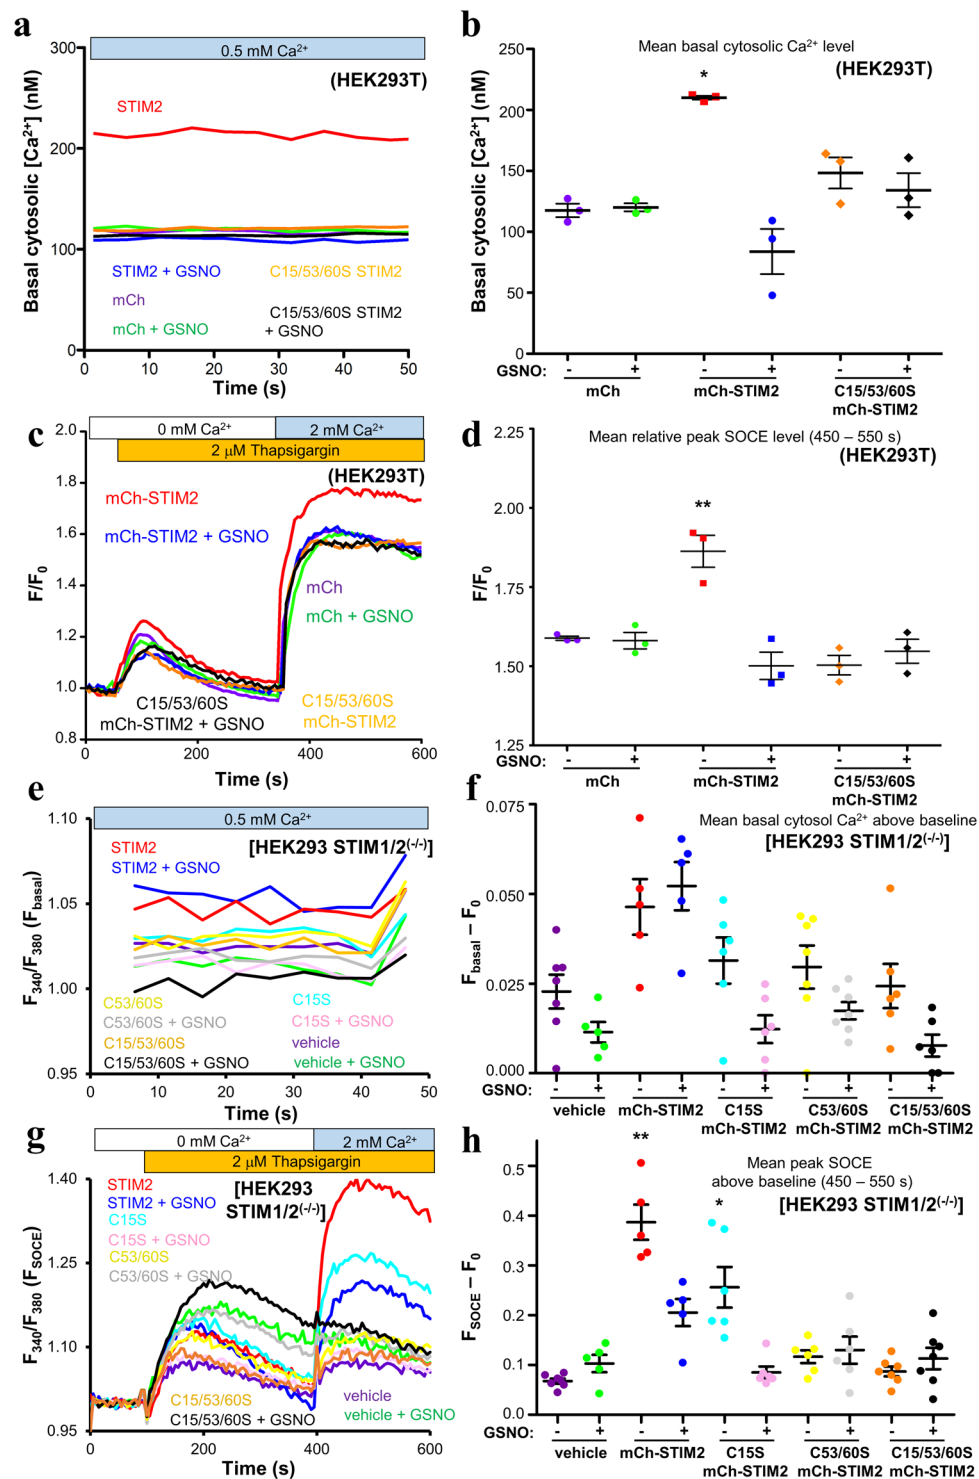 a
0.5 mM Ca²⁺
(HEK293T)
STIM2
STIM2 + GSNO
C15/53/60S STIM2
mCh
C15/53/60S STIM2
+ GSNO
mCh + GSNO
Basal cytosolic [Ca²⁺] (nM)
300
200
100
0
0 10 20 30 40 50
Time (s)
b
Mean basal cytosolic Ca²⁺ level
(HEK293T)
*
Basal cytosolic [Ca²⁺] (nM)
250
200
150
100
50
0
GSNO: - + - + - +
mCh mCh-STIM2 C15/53/60S
mCh-STIM2
c
0 mM Ca²⁺ 2 mM Ca²⁺
2 μM Thapsigargin
(HEK293T)
mCh-STIM2
mCh-STIM2 + GSNO
mCh
mCh + GSNO
C15/53/60S
mCh-STIM2 + GSNO
C15/53/60S
mCh-STIM2
F/F₀
2.0
1.8
1.6
1.4
1.2
1.0
0.8
0 200 400 600
Time (s)
d
Mean relative peak SOCE level (450 – 550 s)
(HEK293T)
**
F/F₀
2.25
2.00
1.75
1.50
1.25
GSNO: - + - + - +
mCh mCh-STIM2 C15/53/60S
mCh-STIM2
e
0.5 mM Ca²⁺
[HEK293 STIM1/2⁽⁻/⁻⁾]
STIM2
STIM2 + GSNO
C53/60S
C15S
C53/60S + GSNO
C15S + GSNO
C15/53/60S
vehicle
C15/53/60S + GSNO
vehicle + GSNO
F₃₄₀/F₃₈₀ (F_basal)
1.10
1.05
1.00
0.95
0 10 20 30 40 50
Time (s)
f
Mean basal cytosol Ca²⁺ above baseline
[HEK293 STIM1/2⁽⁻/⁻⁾]
F_basal – F₀
0.075
0.050
0.025
0.000
GSNO: - + - + - + - + - +
vehicle mCh-STIM2 C15S C53/60S C15/53/60S
mCh-STIM2 mCh-STIM2 mCh-STIM2
g
0 mM Ca²⁺ 2 mM Ca²⁺
2 μM Thapsigargin
STIM2
STIM2 + GSNO
C15S
C15S + GSNO
C53/60S
C53/60S + GSNO
[HEK293
STIM1/2⁽⁻/⁻⁾]
C15/53/60S
C15/53/60S + GSNO
vehicle
vehicle + GSNO
F₃₄₀/F₃₈₀ (F_SOCE)
1.40
1.25
1.10
0.95
0 200 400 600
Time (s)
h
Mean peak SOCE
above baseline (450 – 550 s)
[HEK293 STIM1/2⁽⁻/⁻⁾]
**
*
F_SOCE – F₀
0.5
0.4
0.3
0.2
0.1
0.0
GSNO: - + - + - + - + - +
vehicle mCh-STIM2 C15S C53/60S C15/53/60S
mCh-STIM2 mCh-STIM2 mCh-STIM2